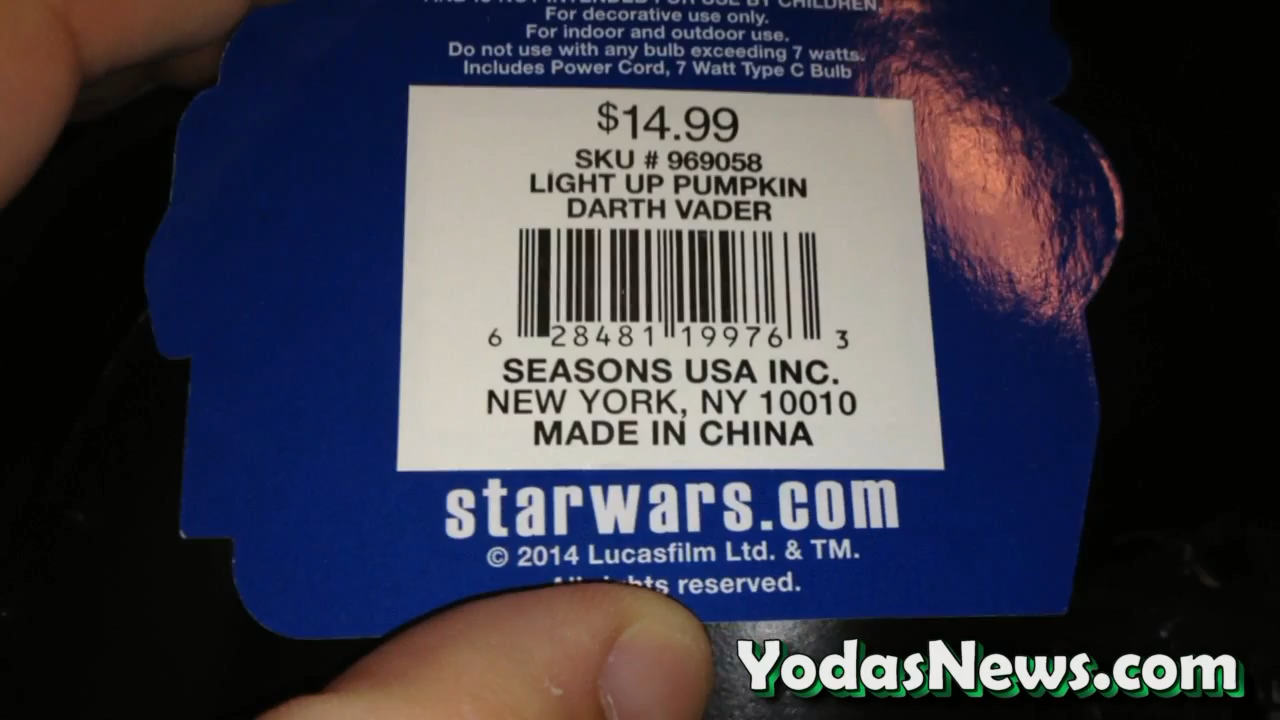 AND IS NOT INTENDED FOR USE BY CHILDREN.
For decorative use only.
For indoor and outdoor use.
Do not use with any bulb exceeding 7 watts.
Includes Power Cord, 7 Watt Type C Bulb
$14.99
SKU # 969058
LIGHT UP PUMPKIN
DARTH VADER
6 28481 19976 3
SEASONS USA INC.
NEW YORK, NY 10010
MADE IN CHINA
starwars.com
© 2014 Lucasfilm Ltd. & TM.
All rights reserved.
YodasNews.com